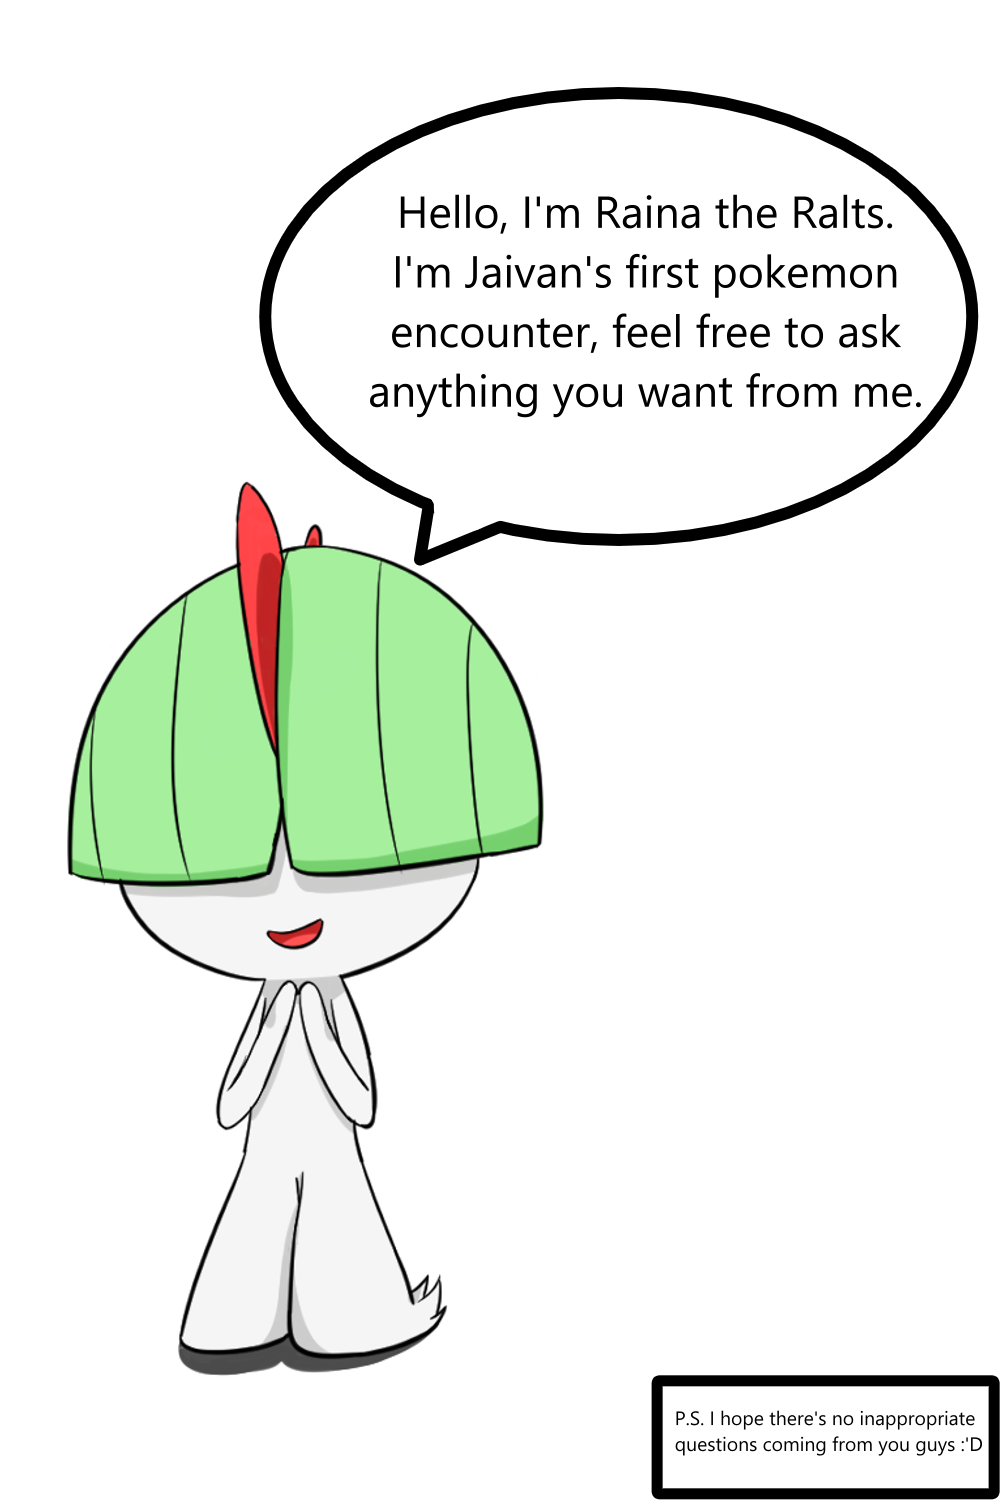 Hello, I'm Raina the Ralts.
I'm Jaivan's first pokemon
encounter, feel free to ask
anything you want from me.
P.S. I hope there's no inappropriate
questions coming from you guys :'D